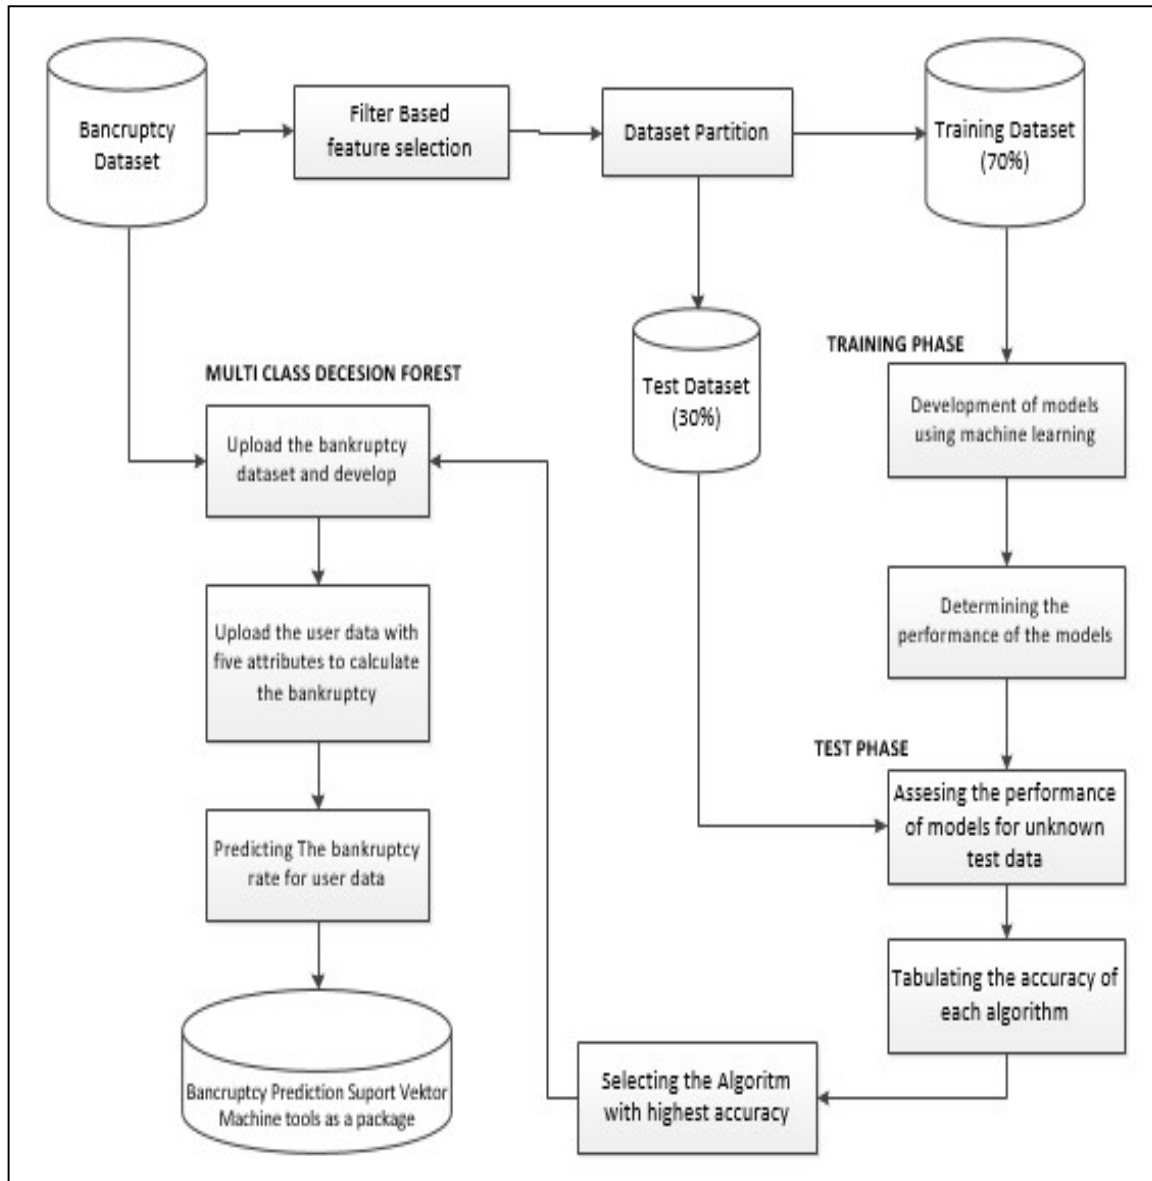 Bancruptcy
Dataset
Filter Based
feature selection
Dataset Partition
Training Dataset
(70%)
Test Dataset
(30%)
TRAINING PHASE
Development of models
using machine learning
Determining the
performance of the models
TEST PHASE
Assesing the performance
of models for unknown
test data
Tabulating the accuracy of
each algorithm
Selecting the Algoritm
with highest accuracy
MULTI CLASS DECESION FOREST
Upload the bankruptcy
dataset and develop
Upload the user data with
five attributes to calculate
the bankruptcy
Predicting The bankruptcy
rate for user data
Bancruptcy Prediction Suport Vektor
Machine tools as a package